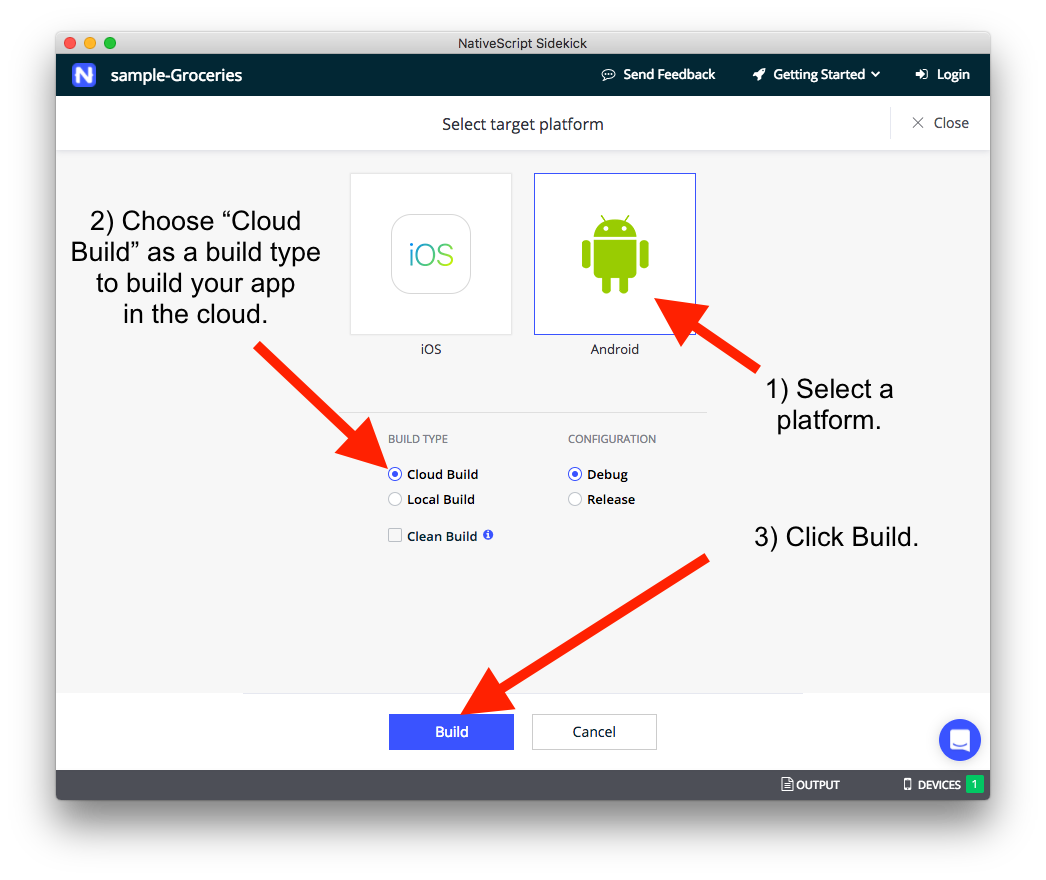 NativeScript Sidekick
N sample-Groceries
Send Feedback
Getting Started
Login
Select target platform
Close
2) Choose “Cloud
Build” as a build type
to build your app
in the cloud.
iOS
iOS
Android
1) Select a
platform.
BUILD TYPE
CONFIGURATION
Cloud Build
Debug
Local Build
Release
Clean Build i
3) Click Build.
Build
Cancel
OUTPUT
DEVICES 1